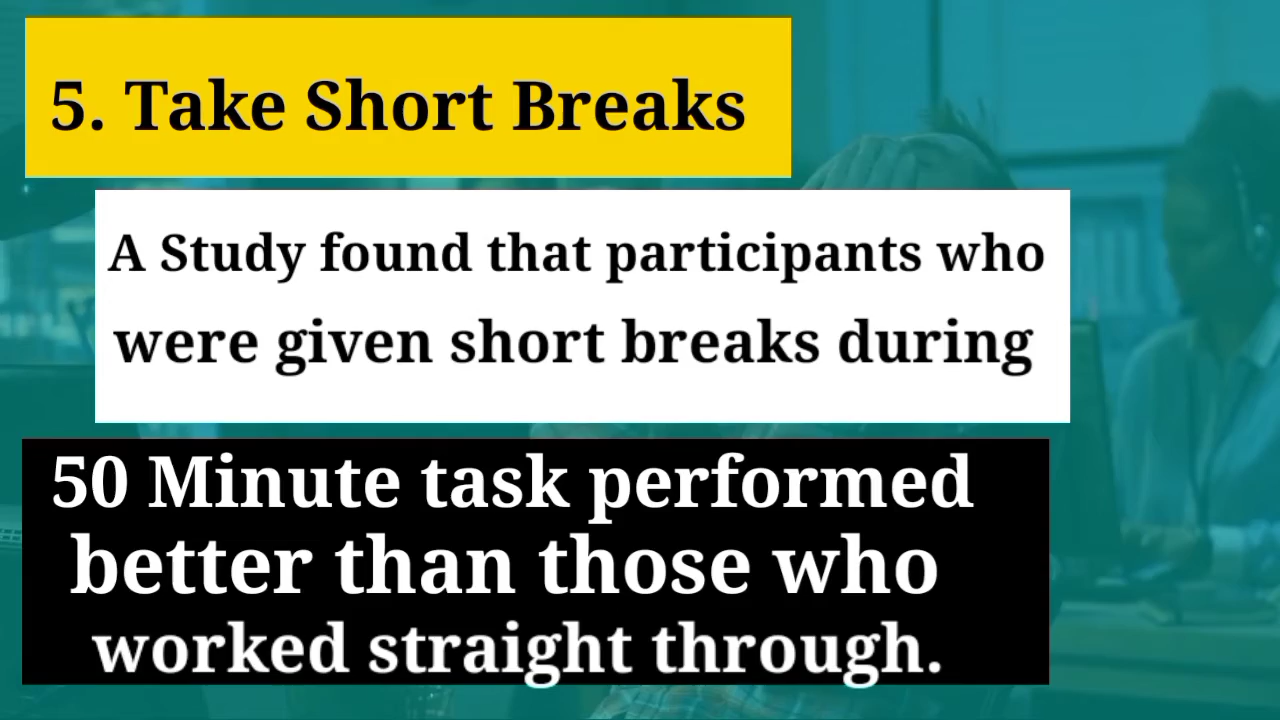 5. Take Short Breaks
A Study found that participants who
were given short breaks during
50 Minute task performed
better than those who
worked straight through.